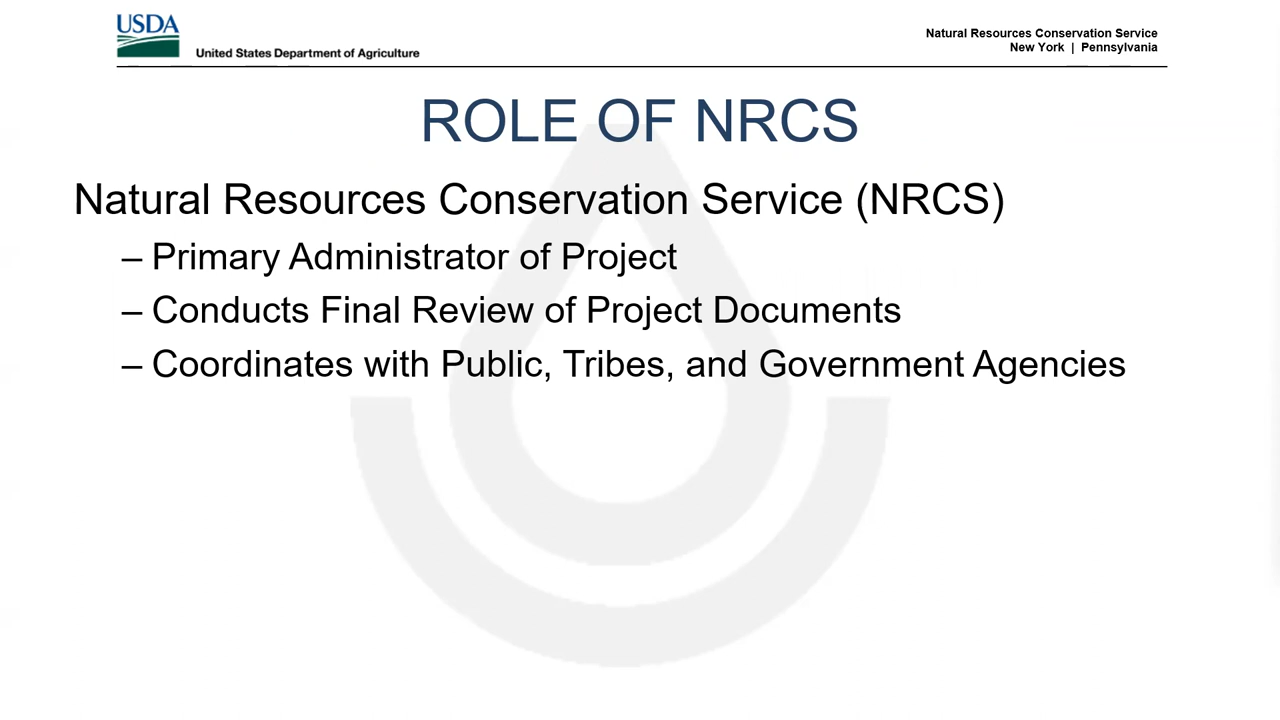 USDA
United States Department of Agriculture
Natural Resources Conservation Service
New York | Pennsylvania
ROLE OF NRCS
Natural Resources Conservation Service (NRCS)
– Primary Administrator of Project
– Conducts Final Review of Project Documents
– Coordinates with Public, Tribes, and Government Agencies